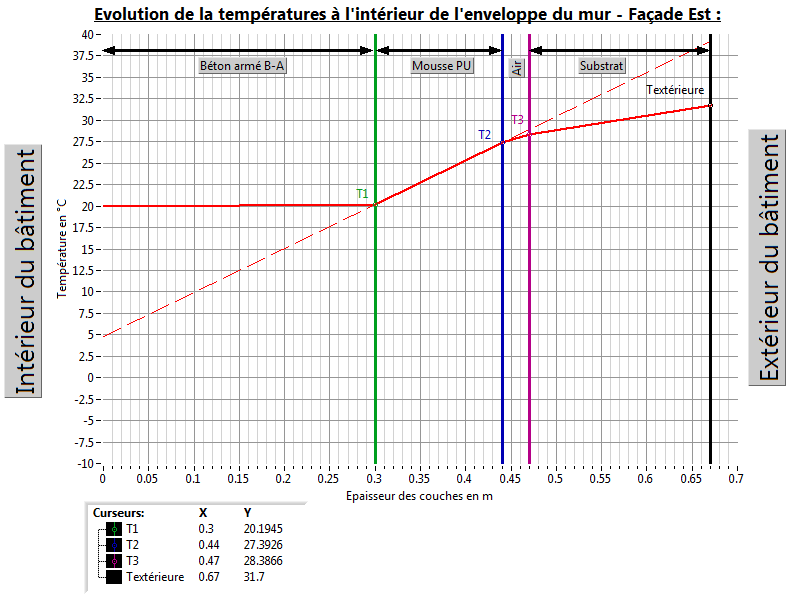 Evolution de la températures à l'intérieur de l'enveloppe du mur - Façade Est :
Intérieur du bâtiment
Température en °C
40
37.5
35
32.5
30
27.5
25
22.5
20
17.5
15
12.5
10
7.5
5
2.5
0
-2.5
-5
-7.5
-10
Béton armé B-A
Mousse PU
Air
Substrat
Textérieure
T3
T2
T1
0 0.05 0.1 0.15 0.2 0.25 0.3 0.35 0.4 0.45 0.5 0.55 0.6 0.65 0.7
Epaisseur des couches en m
Extérieur du bâtiment
Curseurs: X Y
T1 0.3 20.1945
T2 0.44 27.3926
T3 0.47 28.3866
Textérieure 0.67 31.7